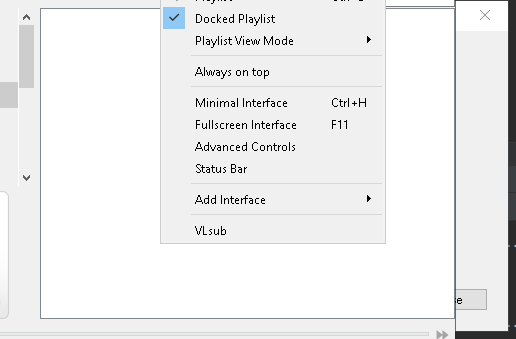 Docked Playlist
Playlist View Mode
Always on top
Minimal Interface Ctrl+H
Fullscreen Interface F11
Advanced Controls
Status Bar
Add Interface
VLsub